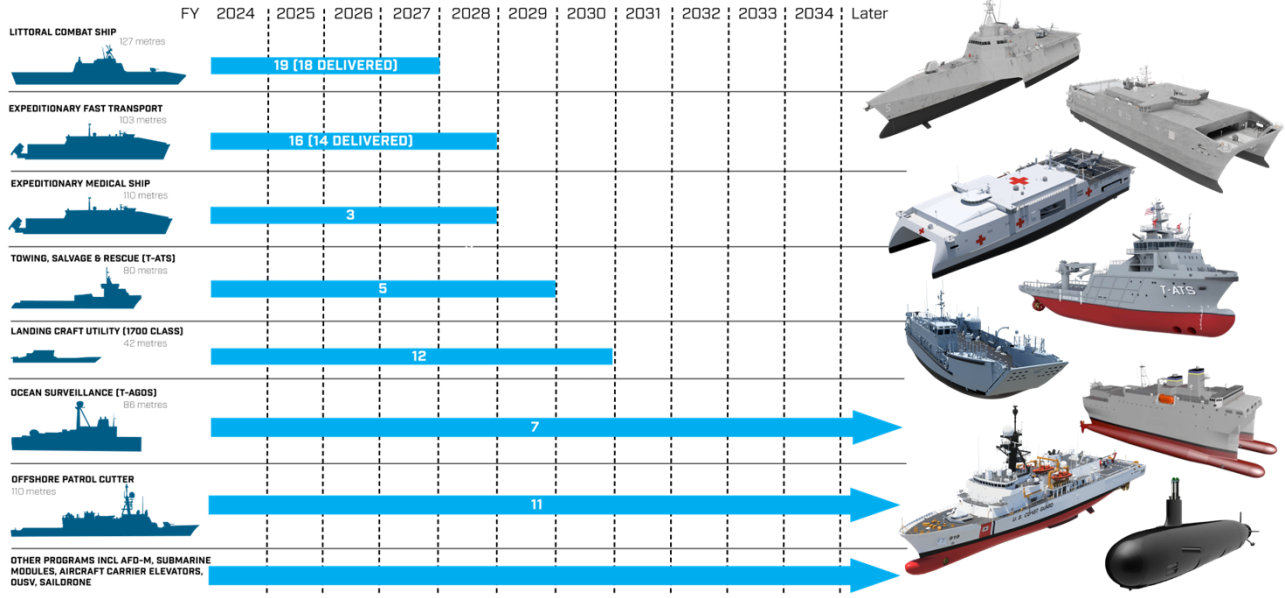 FY 2024 2025 2026 2027 2028 2029 2030 2031 2032 2033 2034 Later
LITTORAL COMBAT SHIP
127 metres
19 (18 DELIVERED)
EXPEDITIONARY FAST TRANSPORT
103 metres
16 (14 DELIVERED)
EXPEDITIONARY MEDICAL SHIP
110 metres
3
TOWING, SALVAGE & RESCUE (T-ATS)
80 metres
5
LANDING CRAFT UTILITY (1700 CLASS)
42 metres
12
OCEAN SURVEILLANCE (T-AGOS)
86 metres
7
OFFSHORE PATROL CUTTER
110 metres
11
OTHER PROGRAMS INCL AFD-M, SUBMARINE
MODULES, AIRCRAFT CARRIER ELEVATORS,
OUSV, SAILDRONE
T-ATS
U.S. COAST GUARD
919